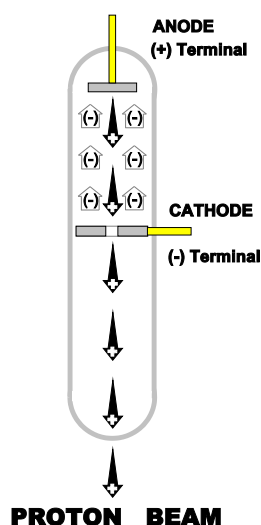 ANODE
(+) Terminal
(-) (-)
(-) (-)
(-) (-)
CATHODE
(-) Terminal
PROTON BEAM